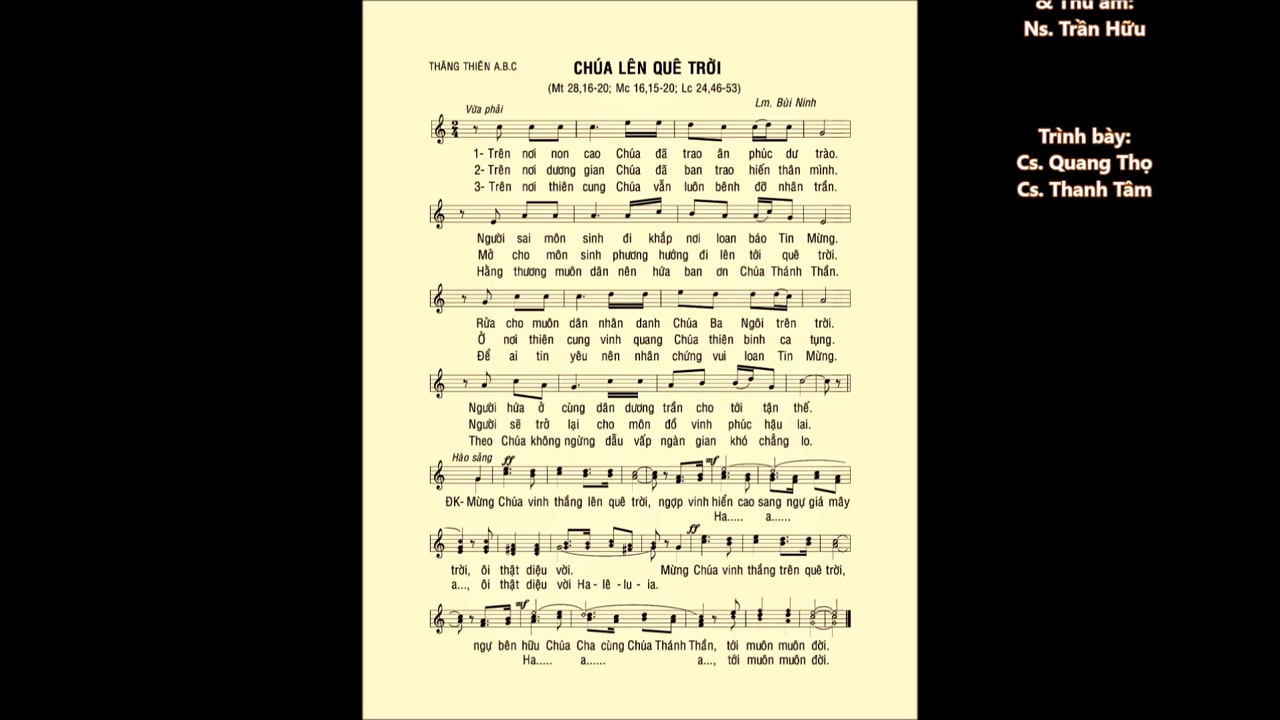 THĂNG THIÊN A.B.C
CHÚA LÊN QUÊ TRỜI
(Mt 28,16-20; Mc 16,15-20; Lc 24,46-53)
Lm. Bùi Ninh
Vừa phải
1- Trên nơi non cao Chúa đã trao ân phúc dư trào.
2- Trên nơi dương gian Chúa đã ban trao hiến thân mình.
3- Trên nơi thiên cung Chúa vẫn luôn bênh đỡ nhân trần.
Người sai môn sinh đi khắp nơi loan báo Tin Mừng.
Mở cho môn sinh phương hướng đi lên tới quê trời.
Hằng thương muôn dân nên hứa ban ơn Chúa Thánh Thần.
Rửa cho muôn dân nhân danh Chúa Ba Ngôi trên trời.
Ở nơi thiên cung vinh quang Chúa thiên binh ca tụng.
Để ai tin yêu nên nhân chứng vui loan Tin Mừng.
Người hứa ở cùng dân dương trần cho tới tận thế.
Người sẽ trở lại cho môn đồ vinh phúc hậu lai.
Theo Chúa không ngừng dẫu vấp ngàn gian khó chẳng lo.
Hào sảng
ff
mf
ĐK- Mừng Chúa vinh thắng lên quê trời, ngợp vinh hiển cao sang ngự giá mây
Ha..... a......
ff
trời, ôi thật diệu vời. Mừng Chúa vinh thắng trên quê trời,
a..., ôi thật diệu vời Ha - lê - lu - ia.
mf
ngự bên hữu Chúa Cha cùng Chúa Thánh Thần, tới muôn muôn đời.
Ha..... a...... a..., tới muôn muôn đời.
& Thu âm:
Ns. Trần Hữu
Trình bày:
Cs. Quang Thọ
Cs. Thanh Tâm